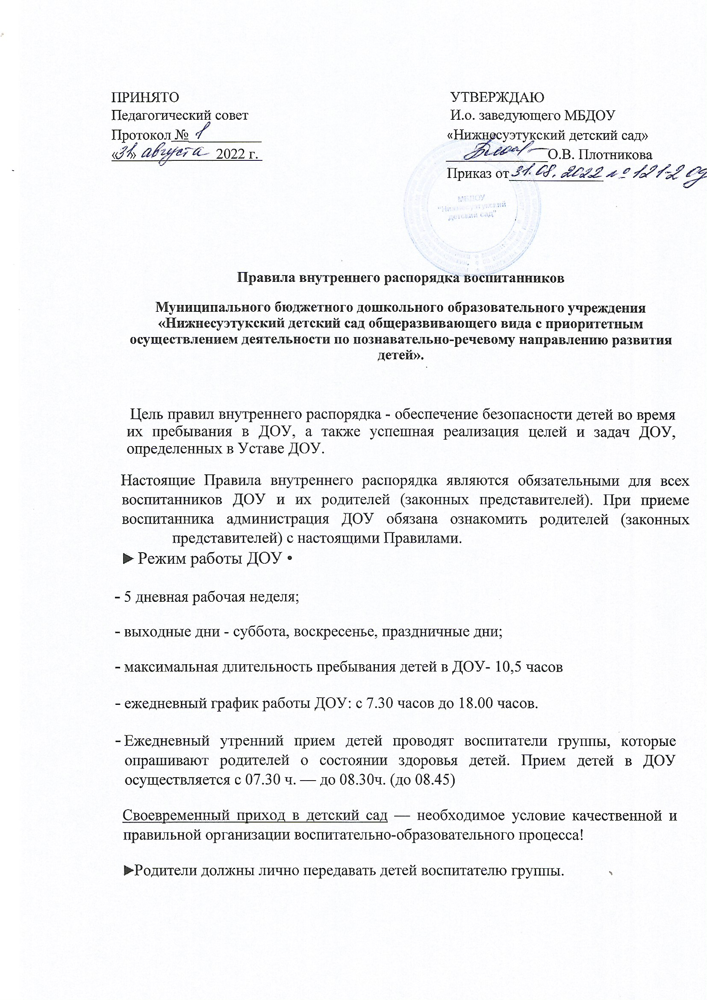 ПРИНЯТО
Педагогический совет
Протокол № 1
«31» августа 2022 г.
УТВЕРЖДАЮ
И.о. заведующего МБДОУ
«Нижнесуэтукский детский сад»
О.В. Плотникова
Приказ от 31.08.2022 № 121-2 од
МБДОУ
"Нижнесуэтукский
детский сад"
Правила внутреннего распорядка воспитанников
Муниципального бюджетного дошкольного образовательного учреждения
«Нижнесуэтукский детский сад общеразвивающего вида с приоритетным
осуществлением деятельности по познавательно-речевому направлению развития
детей».
Цель правил внутреннего распорядка - обеспечение безопасности детей во время
их пребывания в ДОУ, а также успешная реализация целей и задач ДОУ,
определенных в Уставе ДОУ.
Настоящие Правила внутреннего распорядка являются обязательными для всех
воспитанников ДОУ и их родителей (законных представителей). При приеме
воспитанника администрация ДОУ обязана ознакомить родителей (законных
представителей) с настоящими Правилами.
► Режим работы ДОУ •
- 5 дневная рабочая неделя;
- выходные дни - суббота, воскресенье, праздничные дни;
- максимальная длительность пребывания детей в ДОУ- 10,5 часов
- ежедневный график работы ДОУ: с 7.30 часов до 18.00 часов.
- Ежедневный утренний прием детей проводят воспитатели группы, которые
опрашивают родителей о состоянии здоровья детей. Прием детей в ДОУ
осуществляется с 07.30 ч. — до 08.30ч. (до 08.45)
Своевременный приход в детский сад — необходимое условие качественной и
правильной организации воспитательно-образовательного процесса!
►Родители должны лично передавать детей воспитателю группы.